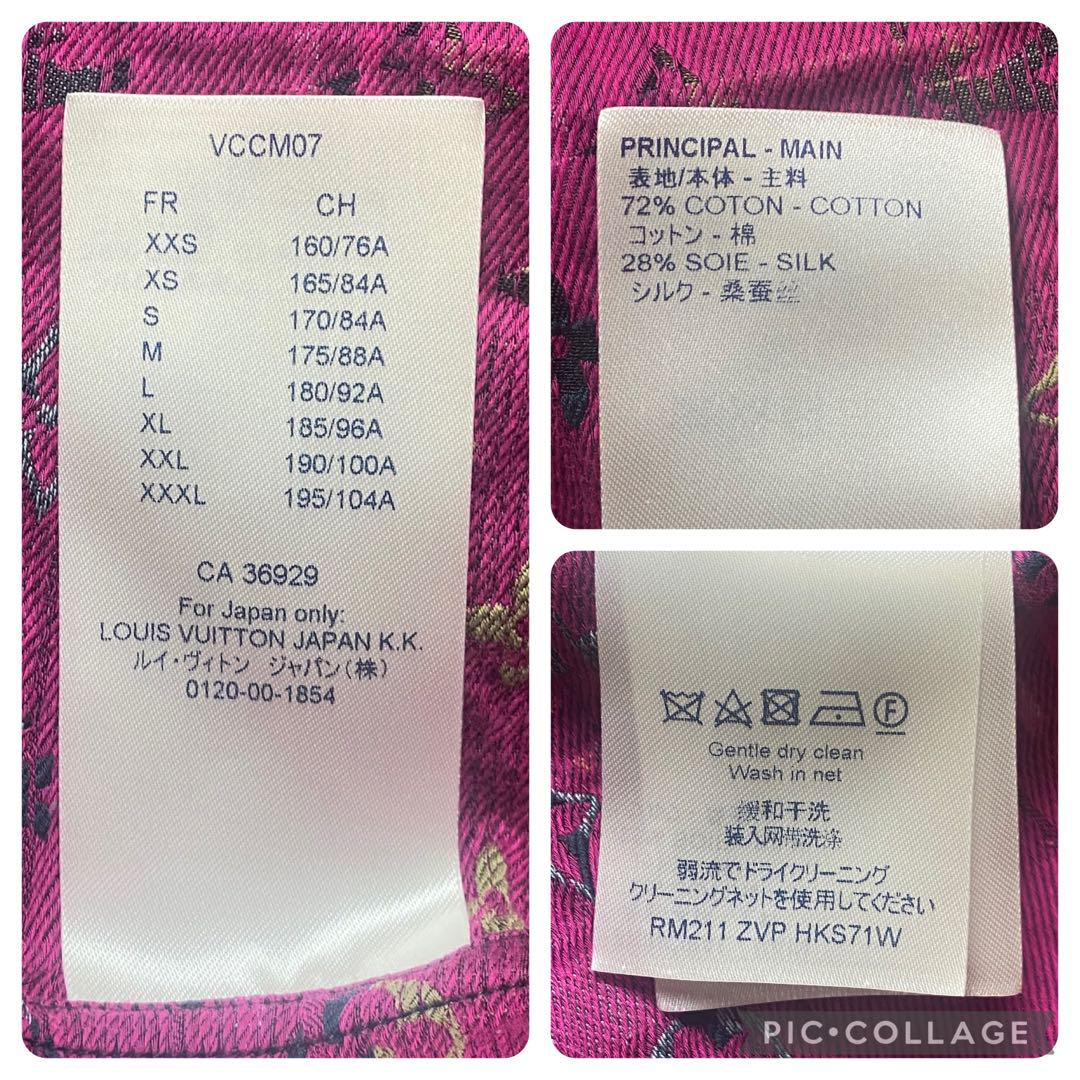 VCCM07
FR CH
XXS 160/76A
XS 165/84A
S 170/84A
M 175/88A
L 180/92A
XL 185/96A
XXL 190/100A
XXXL 195/104A
CA 36929
For Japan only:
LOUIS VUITTON JAPAN K.K.
ルイ・ヴィトン ジャパン(株)
0120-00-1854
PRINCIPAL - MAIN
表地/本体 - 主料
72% COTON - COTTON
コットン - 棉
28% SOIE - SILK
シルク - 桑蚕丝
F
Gentle dry clean
Wash in net
缓和干洗
装入网带洗涤
弱流でドライクリーニング
クリーニングネットを使用してください
RM211 ZVP HKS71W
PIC•COLLAGE